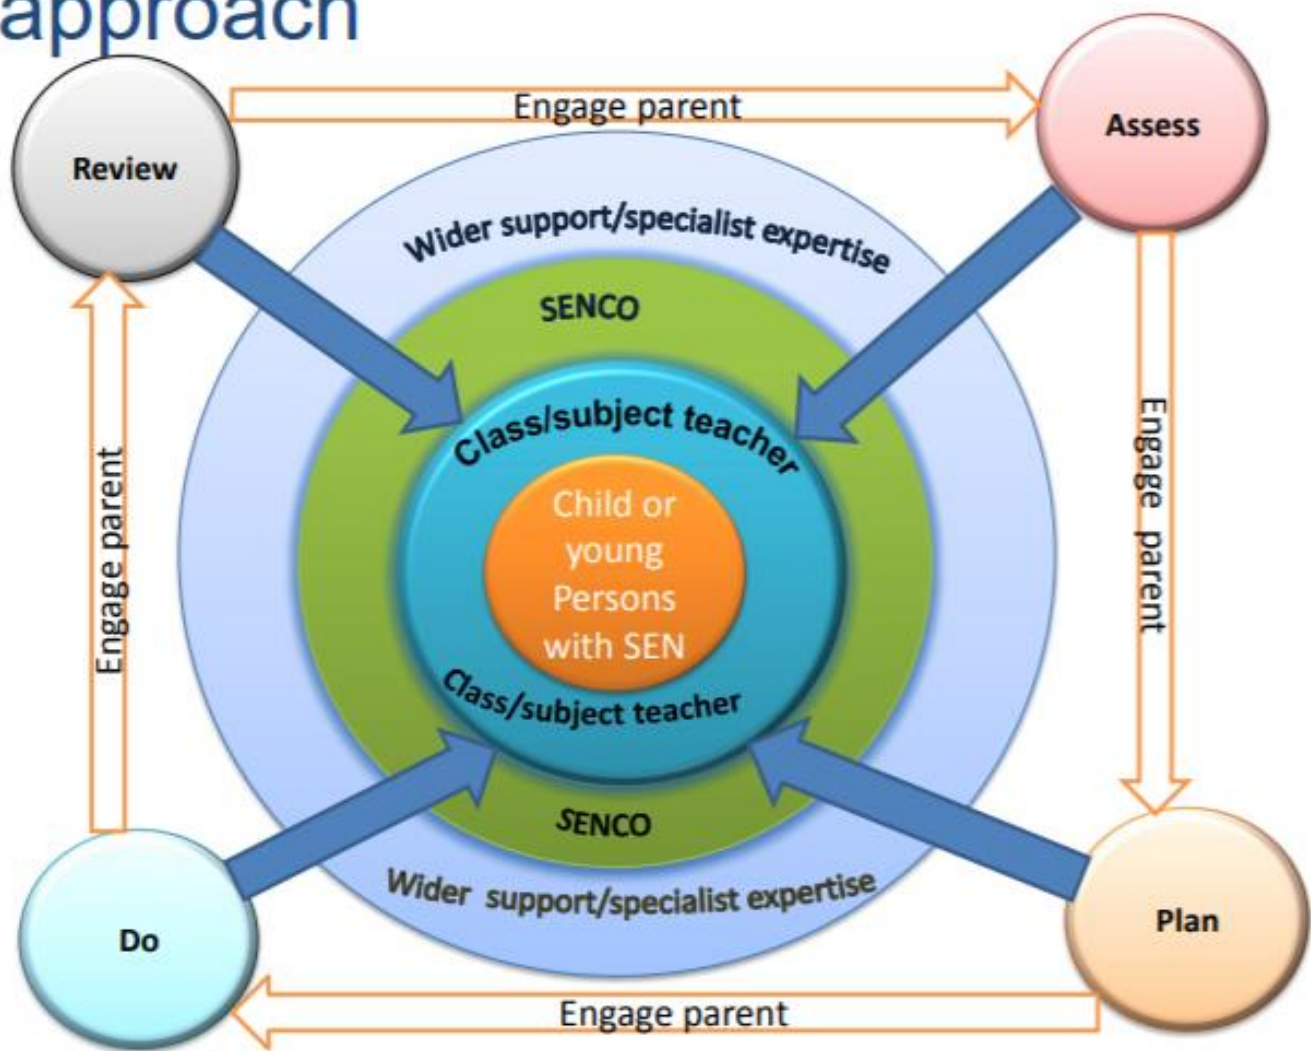 approach
Review
Engage parent
Assess
Wider support/specialist expertise
SENCO
Class/subject teacher
Child or
young
Persons
with SEN
Class/subject teacher
SENCO
Wider support/specialist expertise
Engage parent
Engage parent
Do
Engage parent
Plan